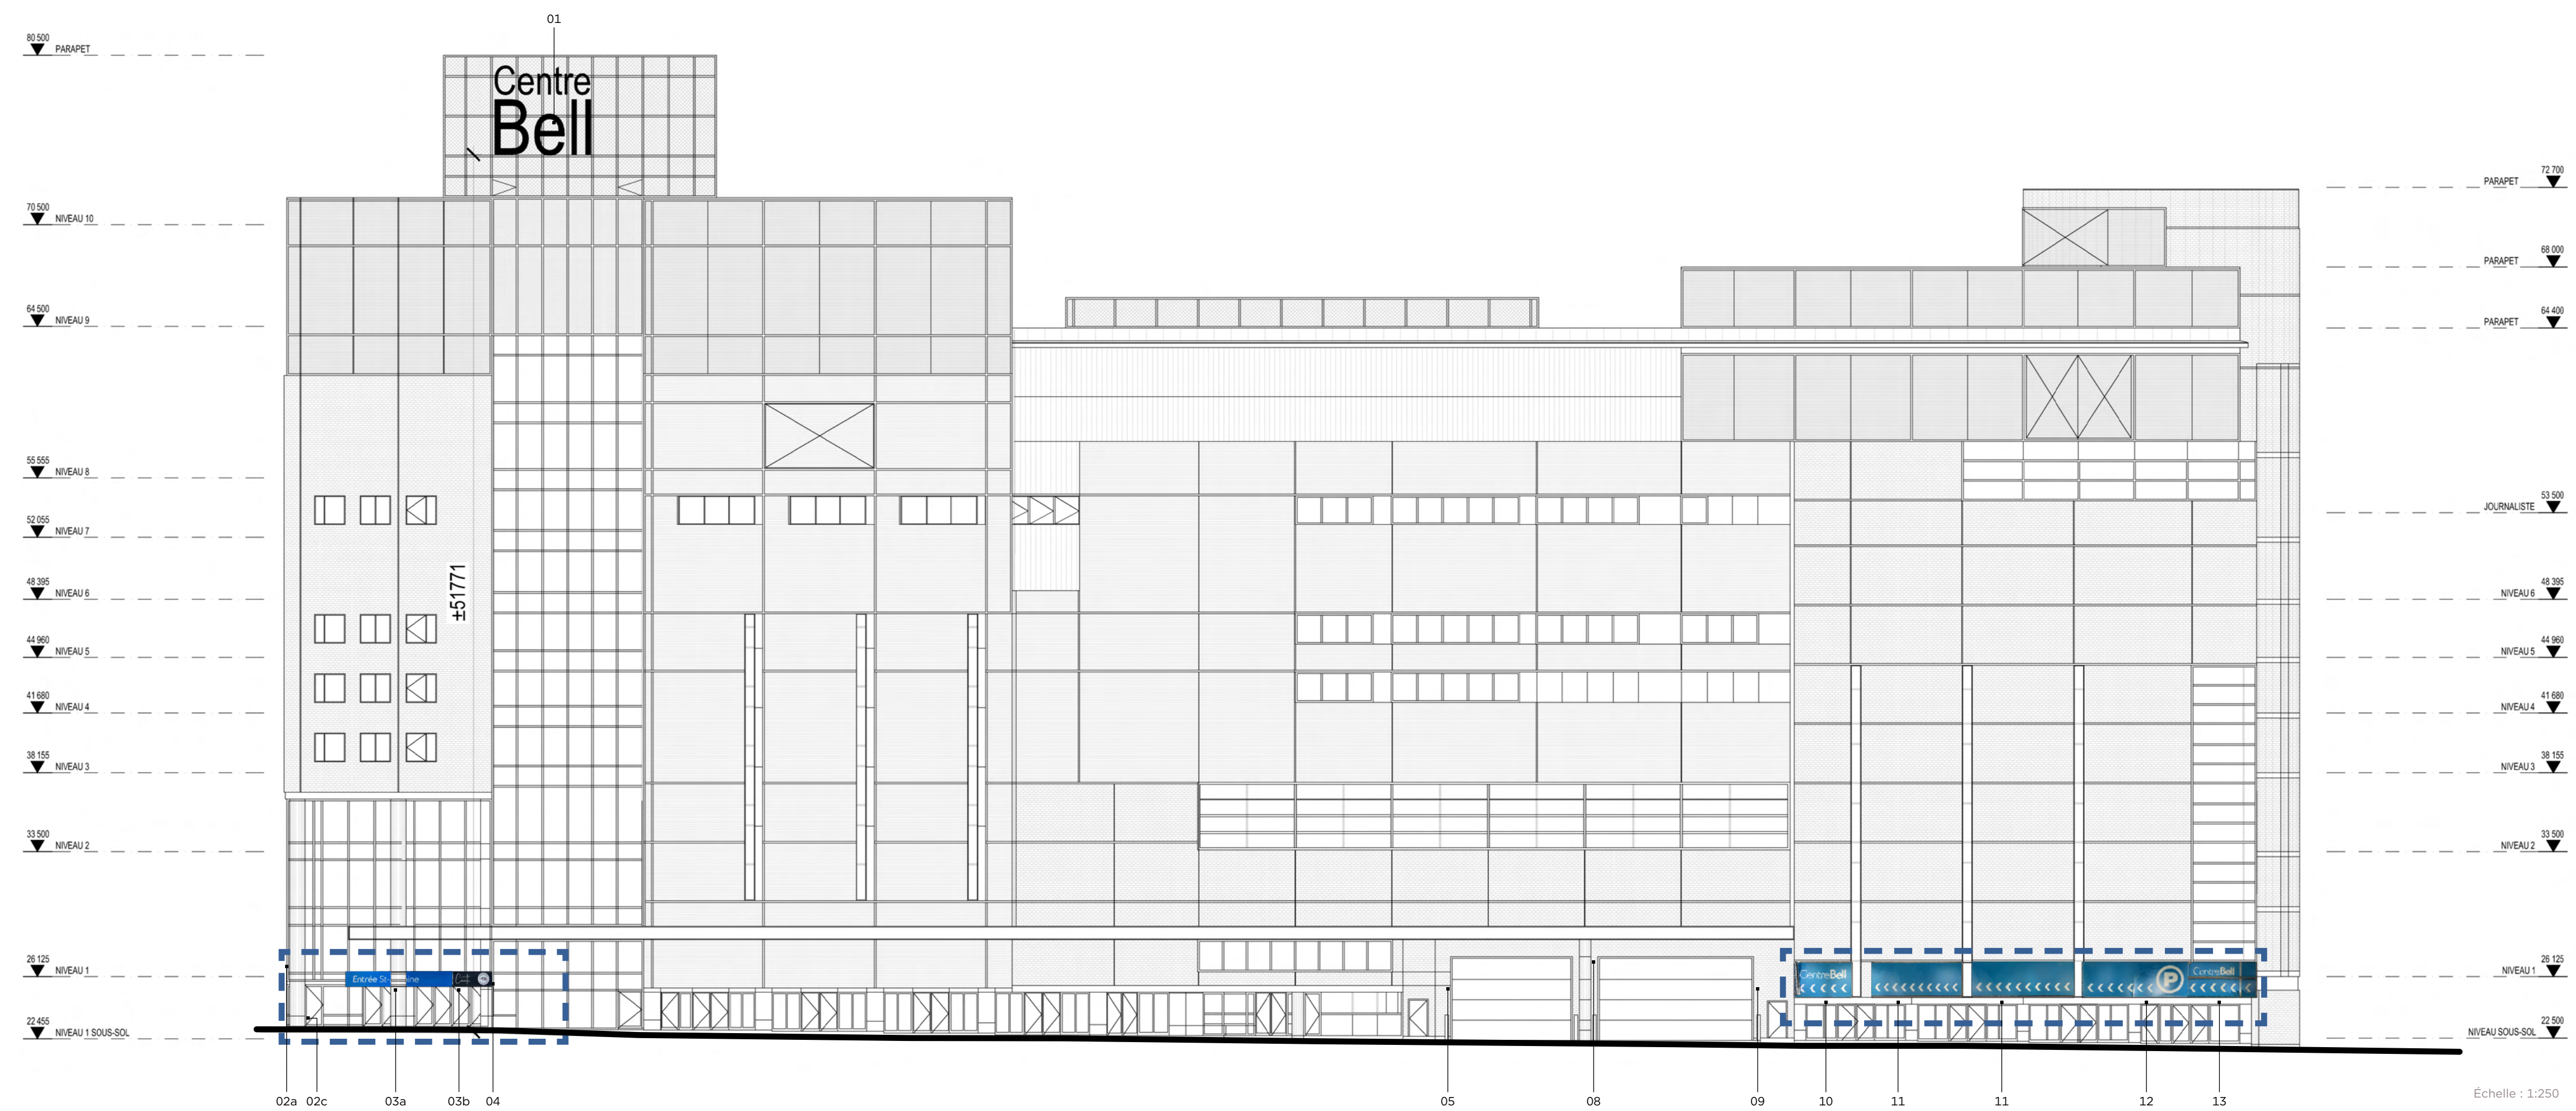 01
80 500
PARAPET
Centre
Bell
70 500
NIVEAU 10
64 500
NIVEAU 9
55 555
NIVEAU 8
52 055
NIVEAU 7
48 395
NIVEAU 6
44 960
NIVEAU 5
41 680
NIVEAU 4
38 155
NIVEAU 3
33 500
NIVEAU 2
26 125
NIVEAU 1
22 455
NIVEAU 1 SOUS-SOL
±51771
72 700
PARAPET
68 000
PARAPET
64 400
PARAPET
53 500
JOURNALISTE
48 395
NIVEAU 6
44 960
NIVEAU 5
41 680
NIVEAU 4
38 155
NIVEAU 3
33 500
NIVEAU 2
26 125
NIVEAU 1
22 500
NIVEAU SOUS-SOL
Entrée
CentreBell
P
CentreBell
02a 02c 03a 03b 04 05 08 09 10 11 11 12 13
Échelle : 1:250